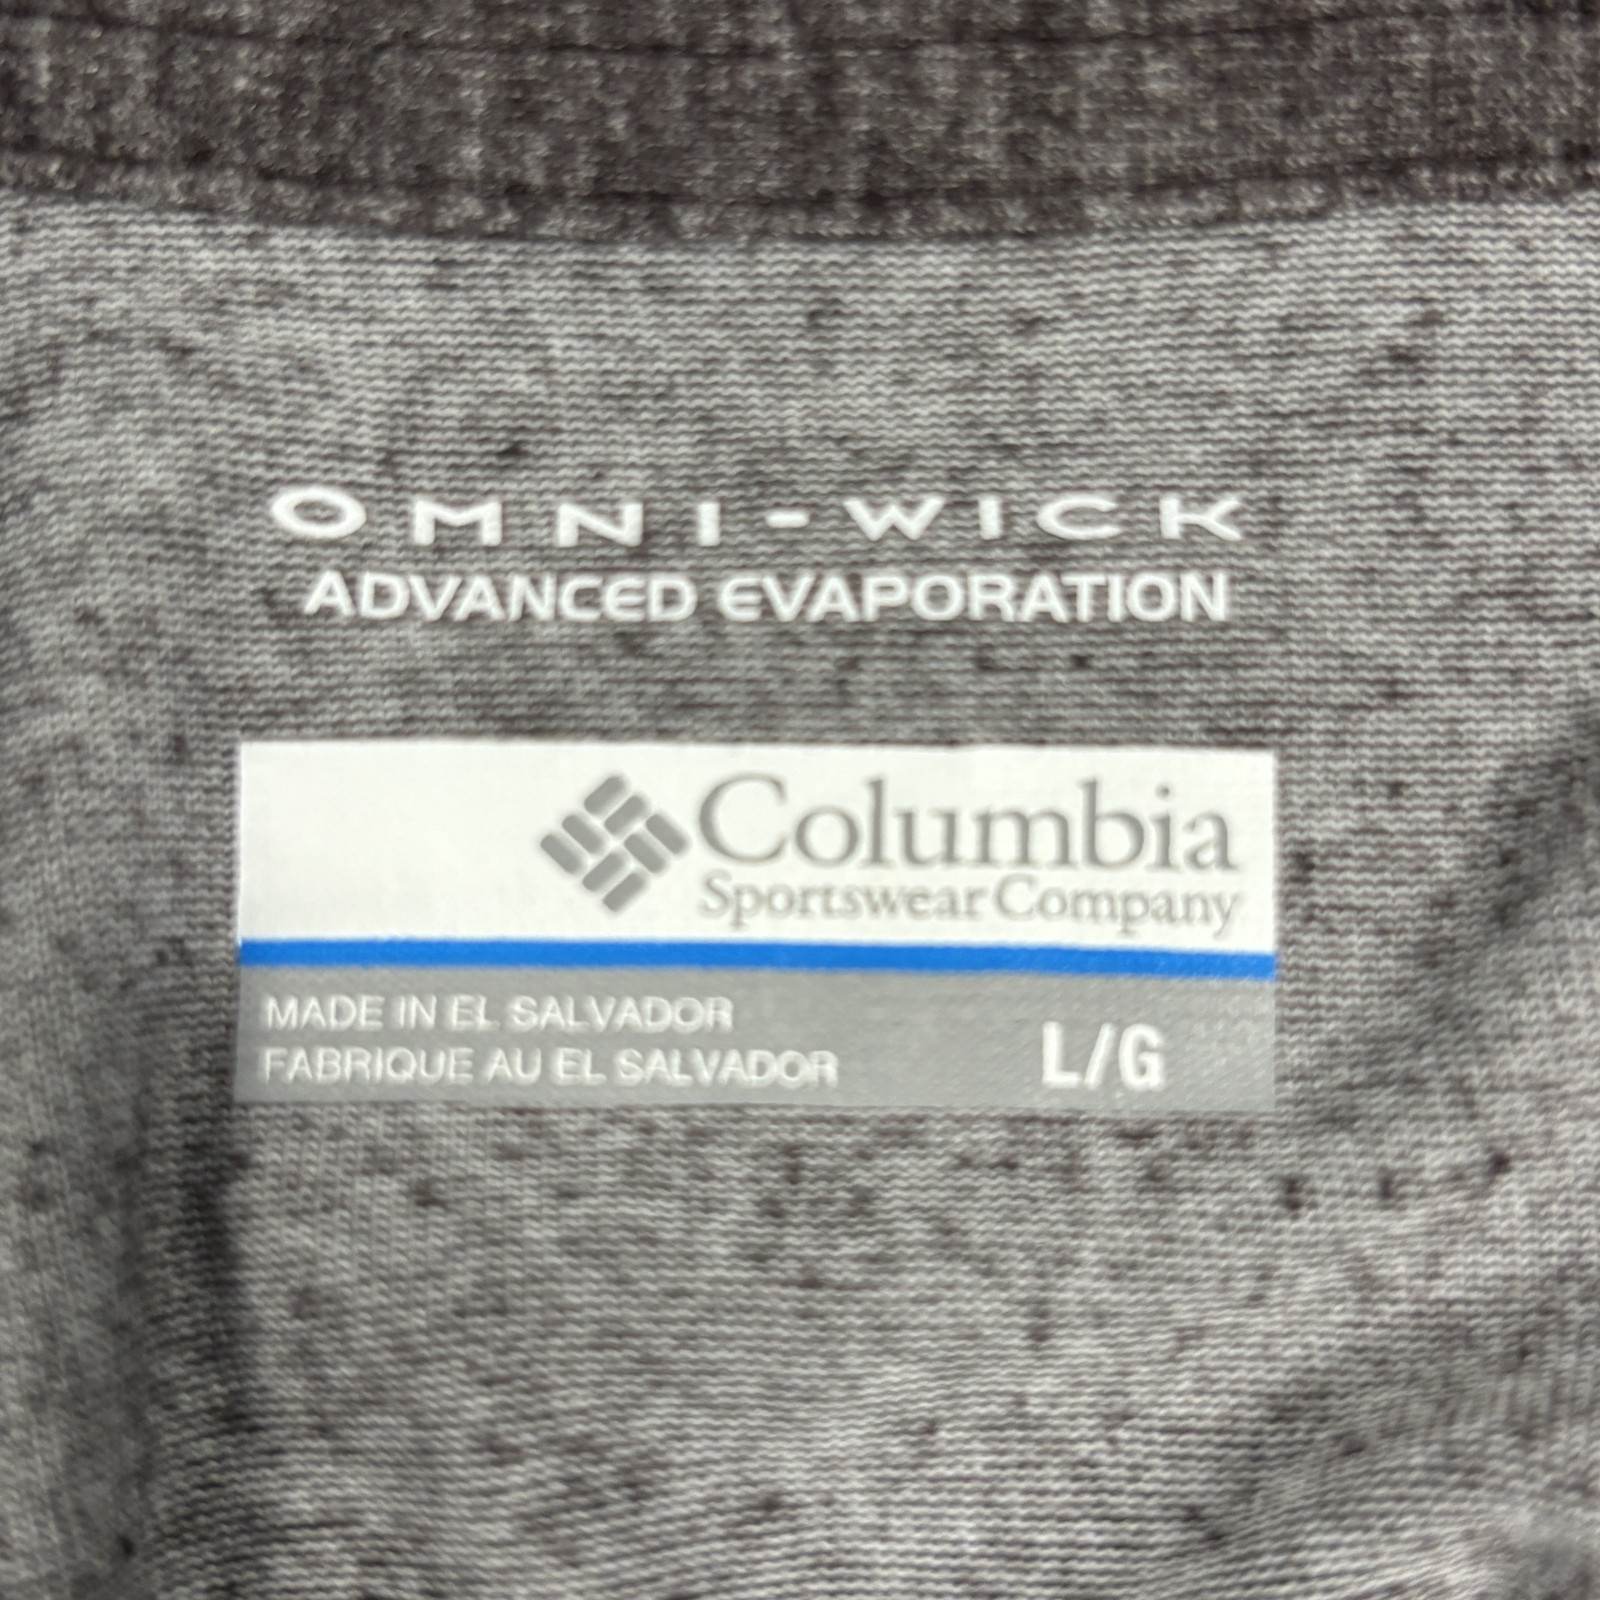 OMNI-WICK
ADVANCED EVAPORATION
Columbia
Sportswear Company
MADE IN EL SALVADOR
FABRIQUE AU EL SALVADOR
L/G